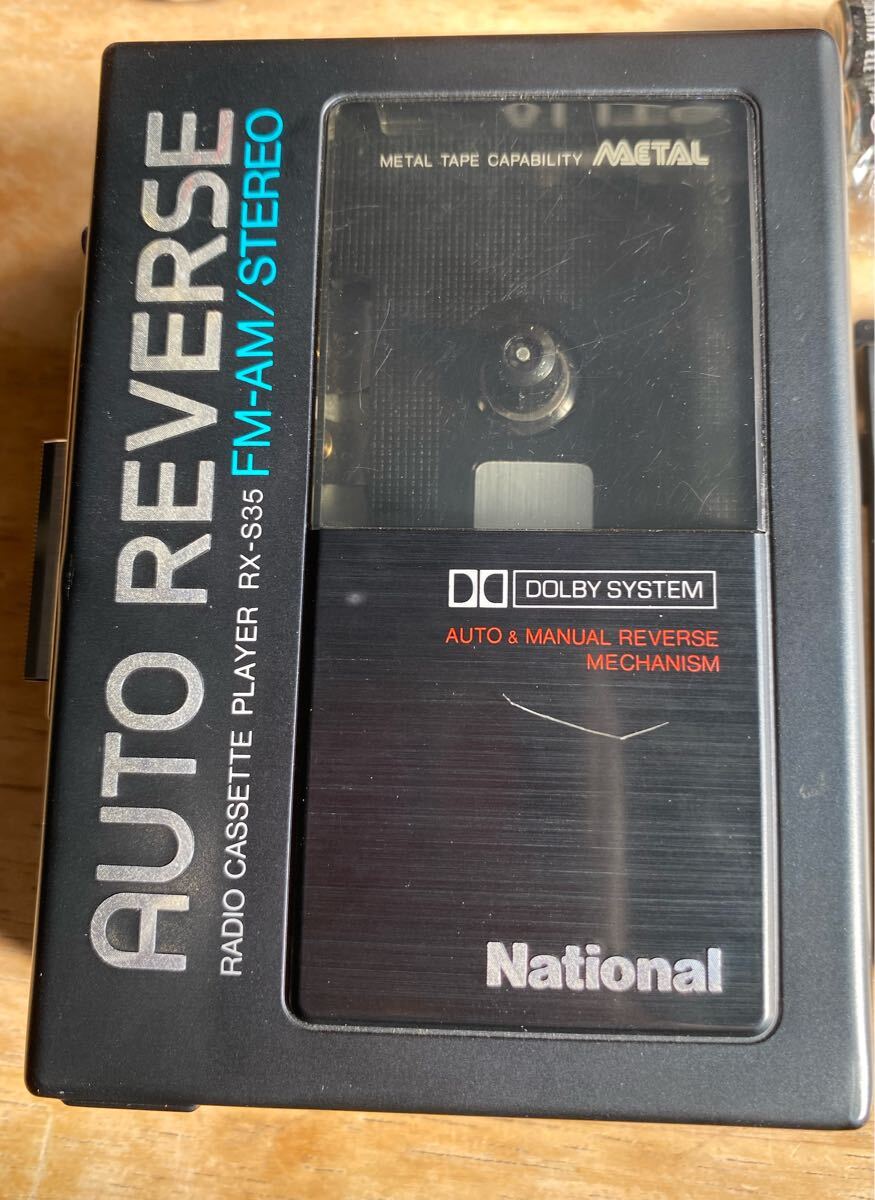 AUTO REVERSE
FM-AM/STEREO
RADIO CASSETTE PLAYER RX-S35
METAL TAPE CAPABILITY METAL
DOLBY SYSTEM
AUTO & MANUAL REVERSE
MECHANISM
National